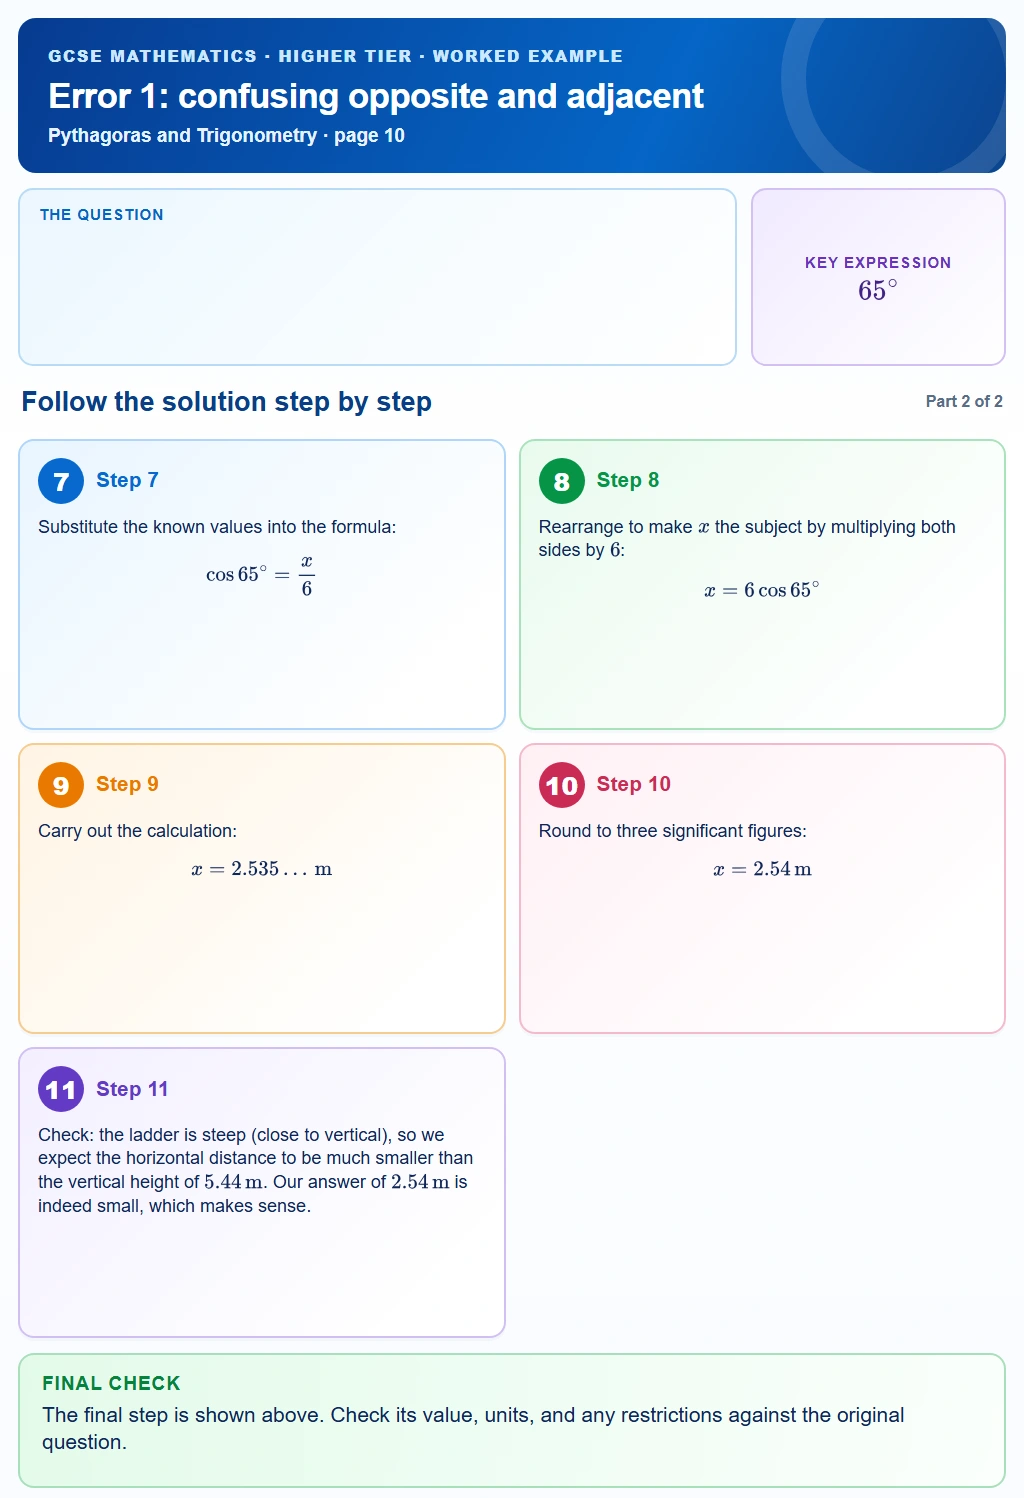 GCSE MATHEMATICS · HIGHER TIER · WORKED EXAMPLE
Error 1: confusing opposite and adjacent
Pythagoras and Trigonometry · page 10
THE QUESTION
KEY EXPRESSION
65°
Follow the solution step by step
Part 2 of 2
7 Step 7
Substitute the known values into the formula:
cos 65° = x/6
8 Step 8
Rearrange to make x the subject by multiplying both
sides by 6:
x = 6 cos 65°
9 Step 9
Carry out the calculation:
x = 2.535… m
10 Step 10
Round to three significant figures:
x = 2.54 m
11 Step 11
Check: the ladder is steep (close to vertical), so we
expect the horizontal distance to be much smaller than
the vertical height of 5.44 m. Our answer of 2.54 m is
indeed small, which makes sense.
FINAL CHECK
The final step is shown above. Check its value, units, and any restrictions against the original
question.